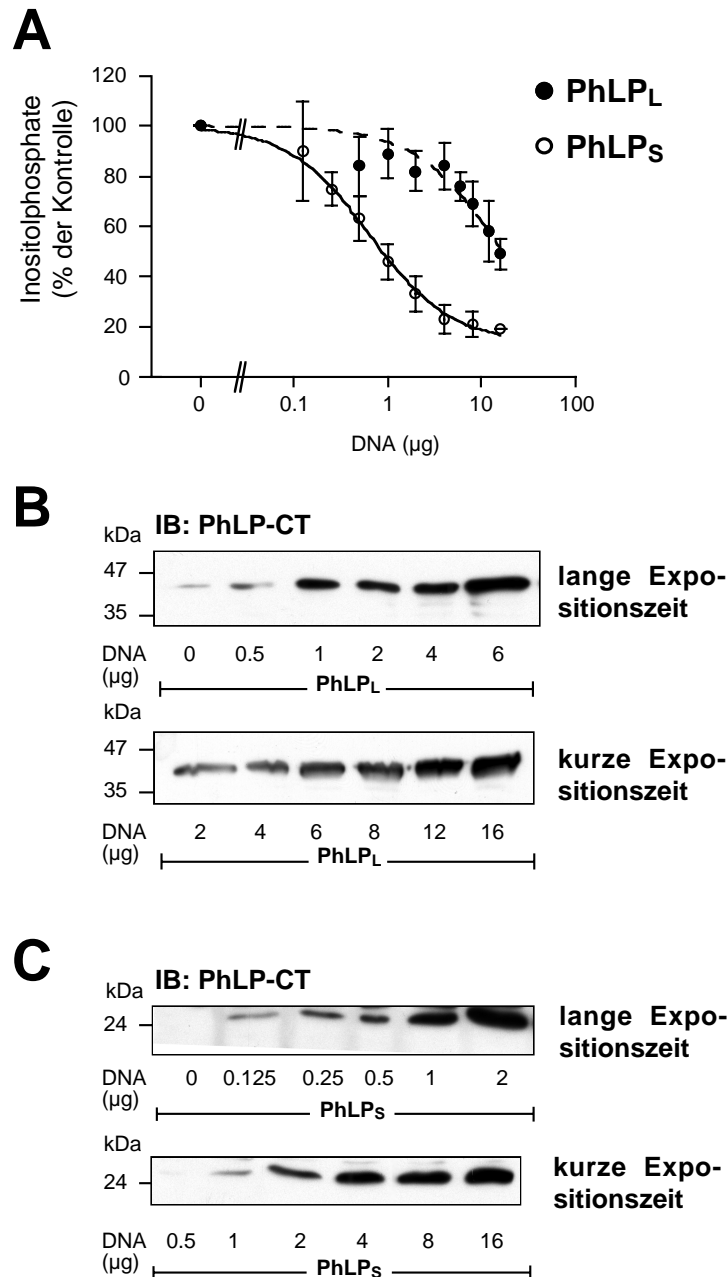 A
120
100
80
60
40
20
0
Inositolphosphate
(% der Kontrolle)
0 0.1 1 10 100
DNA (µg)
PhLPL
PhLPS
B
IB: PhLP-CT
kDa
47
35
lange Expo-
sitionszeit
DNA
(µg)
0 0.5 1 2 4 6
PhLPL
kDa
47
35
kurze Expo-
sitionszeit
DNA
(µg)
2 4 6 8 12 16
PhLPL
C
IB: PhLP-CT
kDa
24
lange Expo-
sitionszeit
DNA
(µg)
0 0.125 0.25 0.5 1 2
PhLPS
kDa
24
kurze Expo-
sitionszeit
DNA
(µg)
0.5 1 2 4 8 16
PhLPS